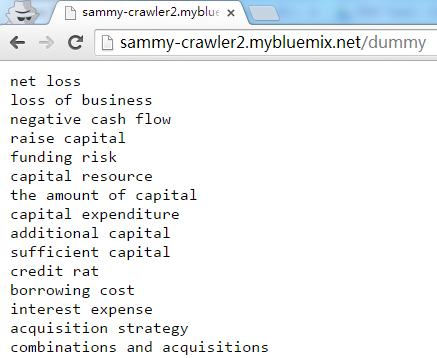 sammy-crawler2.myblue
sammy-crawler2.mybluemix.net/dummy
net loss
loss of business
negative cash flow
raise capital
funding risk
capital resource
the amount of capital
capital expenditure
additional capital
sufficient capital
credit rat
borrowing cost
interest expense
acquisition strategy
combinations and acquisitions